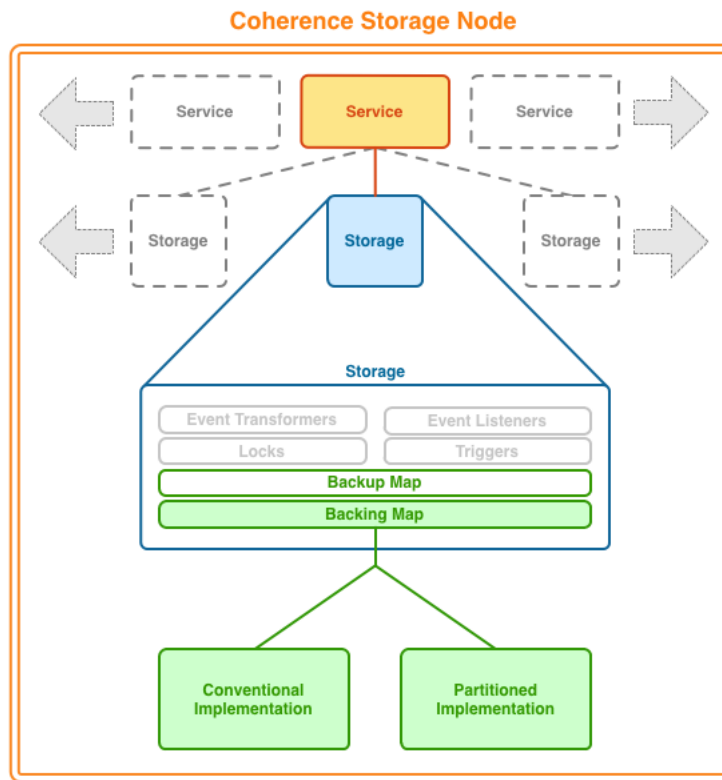 Coherence Storage Node
Service
Service
Service
Storage
Storage
Storage
Storage
Event Transformers
Event Listeners
Locks
Triggers
Backup Map
Backing Map
Conventional
Implementation
Partitioned
Implementation